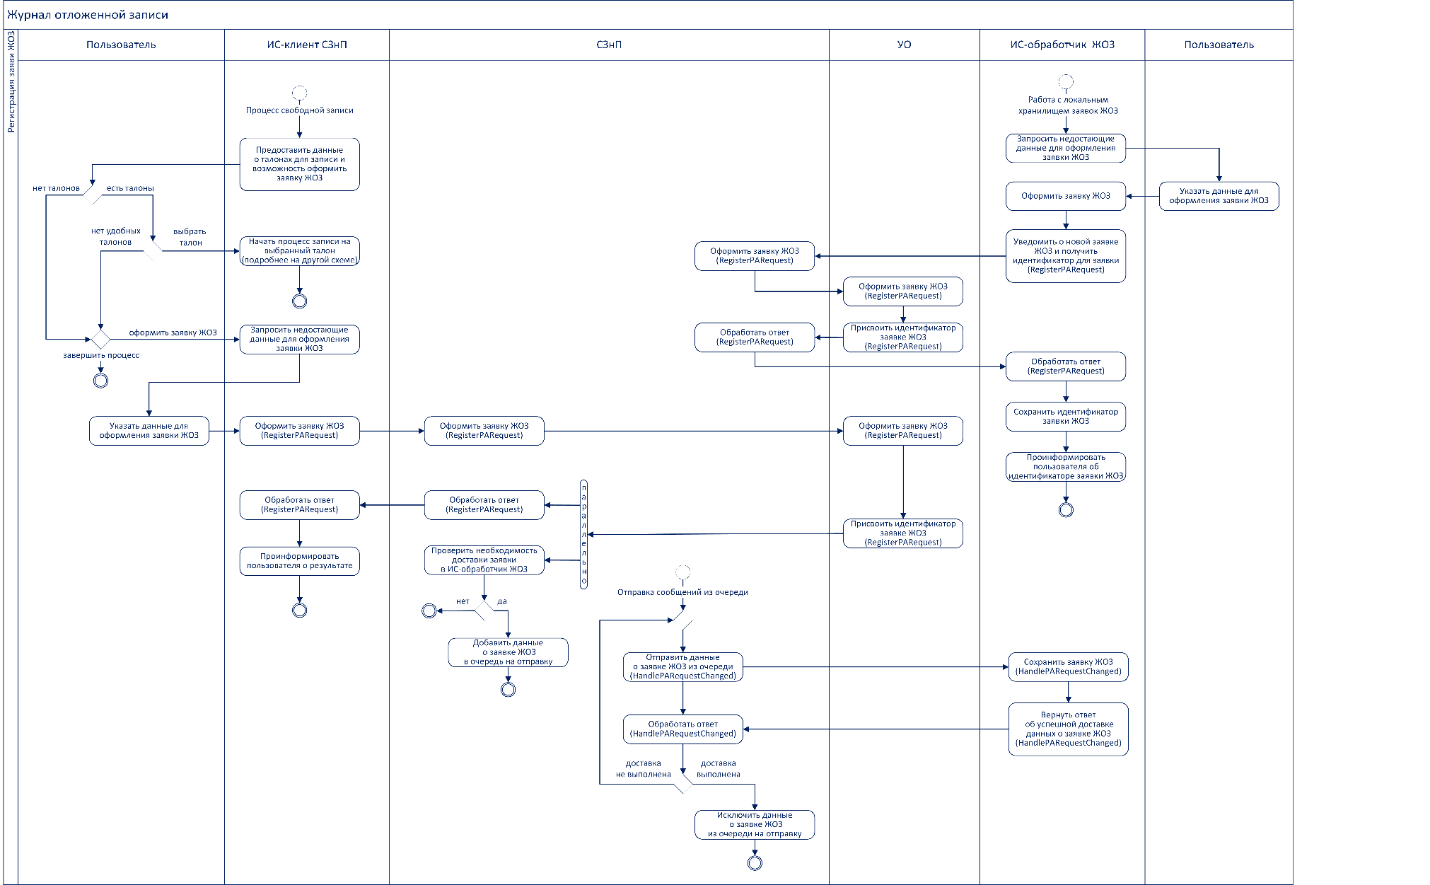 Журнал отложенной записи
Регистрация заявки ЖОЗ
Пользователь
ИС-клиент СЗнП
СЗнП
УО
ИС-обработчик ЖОЗ
Пользователь
Процесс свободной записи
Предоставить данные
о талонах для записи и
возможность оформить
заявку ЖОЗ
нет талонов
есть талоны
нет удобных
талонов
выбрать
талон
Начать процесс записи на
выбранный талон
(подробнее на другой схеме)
оформить заявку ЖОЗ
завершить процесс
Запросить недостающие
данные для оформления
заявки ЖОЗ
Указать данные для
оформления заявки ЖОЗ
Оформить заявку ЖОЗ
(RegisterPARequest)
Оформить заявку ЖОЗ
(RegisterPARequest)
Оформить заявку ЖОЗ
(RegisterPARequest)
Присвоить идентификатор
заявке ЖОЗ
(RegisterPARequest)
параллельно
Обработать ответ
(RegisterPARequest)
Обработать ответ
(RegisterPARequest)
Проинформировать
пользователя о результате
Проверить необходимость
доставки заявки
в ИС-обработчик ЖОЗ
нет
да
Добавить данные
о заявке ЖОЗ
в очередь на отправку
Работа с локальным
хранилищем заявок ЖОЗ
Запросить недостающие
данные для оформления
заявки ЖОЗ
Указать данные для
оформления заявки ЖОЗ
Оформить заявку ЖОЗ
Уведомить о новой заявке
ЖОЗ и получить
идентификатор для заявки
(RegisterPARequest)
Оформить заявку ЖОЗ
(RegisterPARequest)
Оформить заявку ЖОЗ
(RegisterPARequest)
Присвоить идентификатор
заявке ЖОЗ
(RegisterPARequest)
Обработать ответ
(RegisterPARequest)
Обработать ответ
(RegisterPARequest)
Сохранить идентификатор
заявки ЖОЗ
Проинформировать
пользователя об
идентификаторе заявки ЖОЗ
Отправка сообщений из очереди
Отправить данные
о заявке ЖОЗ из очереди
(HandlePARequestChanged)
Сохранить заявку ЖОЗ
(HandlePARequestChanged)
Вернуть ответ
об успешной доставке
данных о заявке ЖОЗ
(HandlePARequestChanged)
Обработать ответ
(HandlePARequestChanged)
доставка
не выполнена
доставка
выполнена
Исключить данные
о заявке ЖОЗ
из очереди на отправку